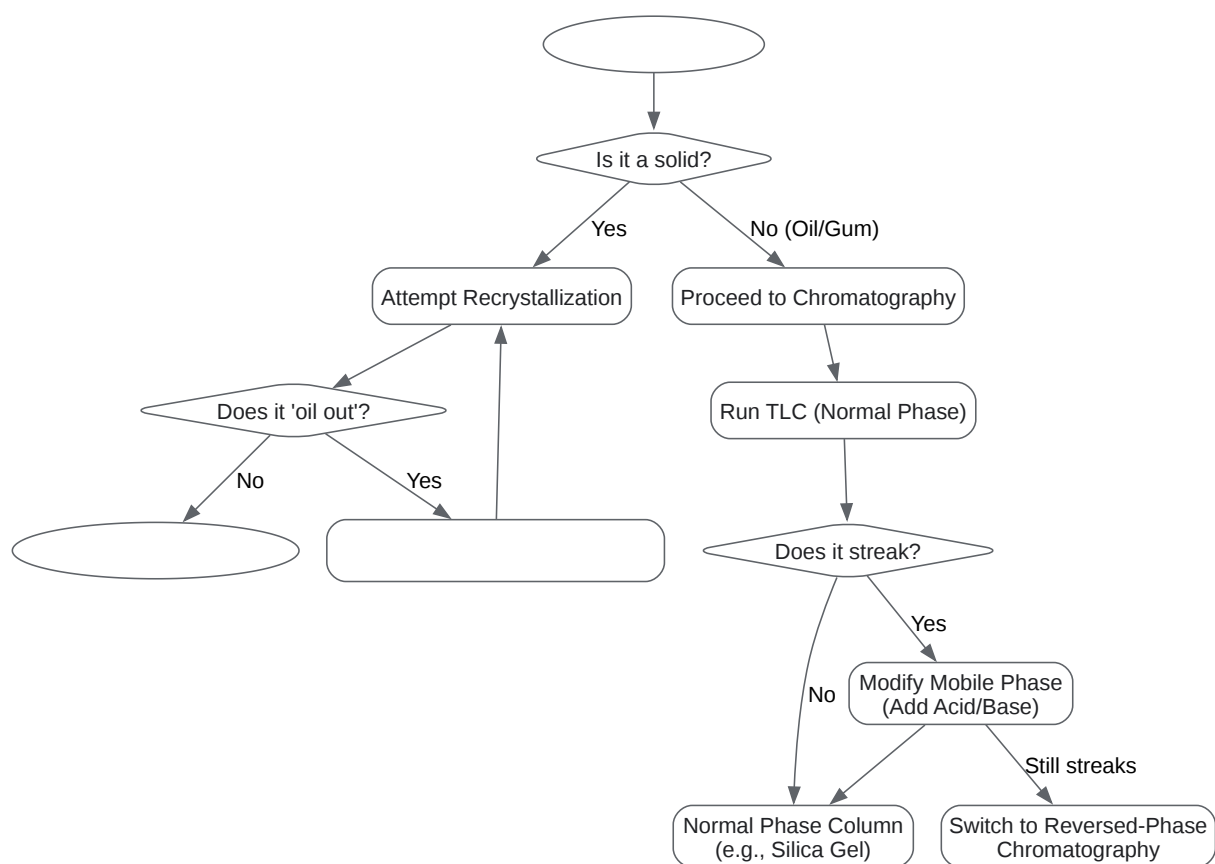 Is it a solid?
Yes
No (Oil/Gum)
Attempt Recrystallization
Proceed to Chromatography
Does it 'oil out'?
Run TLC (Normal Phase)
No
Yes
Does it streak?
Yes
No
Modify Mobile Phase
(Add Acid/Base)
Still streaks
Normal Phase Column
(e.g., Silica Gel)
Switch to Reversed-Phase
Chromatography